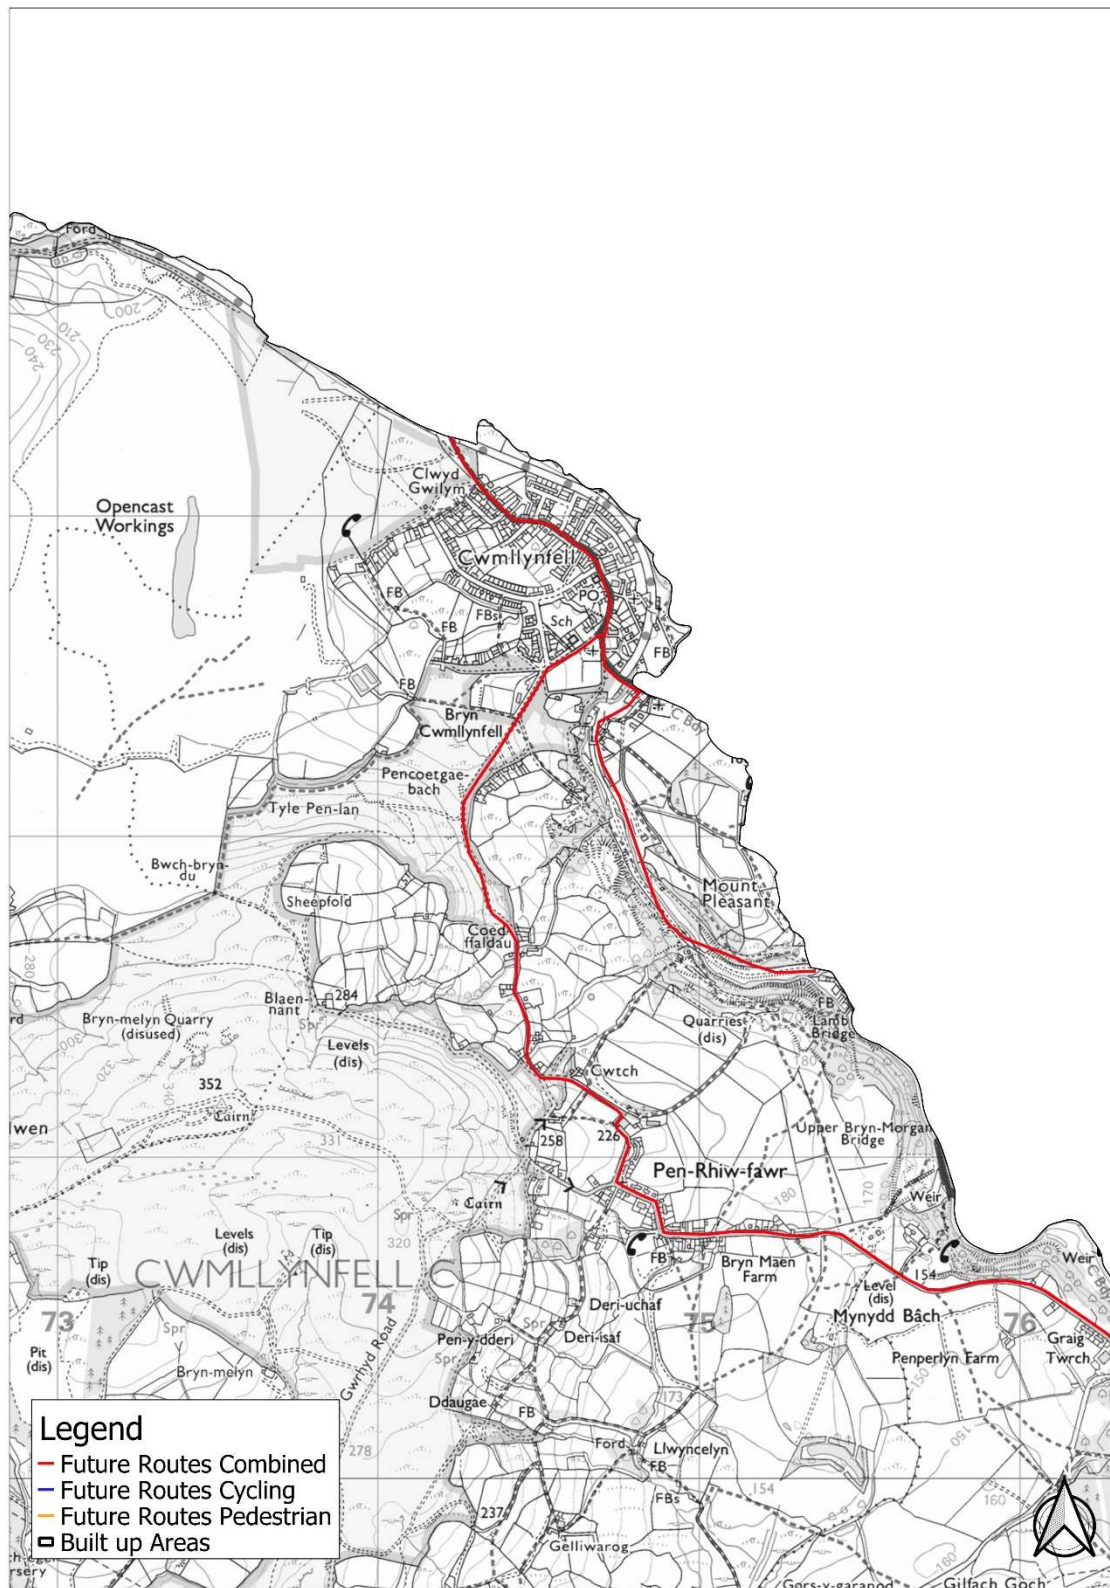 Ford
200
210
230
240
Clwyd
Gwilym
Opencast
Workings
Cwmllynfell
PO
FB
FBs
Sch
FB
FB
FB
Bryn
Cwmllynfell
Pencoetgae-
bach
Tyle Pen-lan
Bwch-bryn-
du
Mount
Pleasant
Sheepfold
Coed-
ffaldau
280
284
Blaen-
nant
Spr
FB
Lamb
Bridge
Bryn-melyn Quarry
(disused)
300
Levels
(dis)
Quarries
(dis)
320
340
352
Cairn
Cwtch
180
lwen
331
258
226
Upper Bryn-Morgan
Bridge
Pen-Rhiw-fawr
Cairn
180
170
Weir
Spr
320
Levels
(dis)
Tip
(dis)
Tip
(dis)
FB
Bryn Maen
Farm
Weir
CWMLLYNFELL C
Level
(dis)
154
73
74
75
76
Deri-uchaf
Mynydd Bâch
Spr
Pen-y-dderi
Spr
Deri-isaf
Graig
Twrch
Pit
(dis)
Gwrhyd Road
Spr
Penperlyn Farm
Bryn-melyn
150
Ddaugae
FB
173
Legend
Future Routes Combined
Future Routes Cycling
Future Routes Pedestrian
Built up Areas
278
Ford
Llwyncelyn
FB
150
FBs
154
160
237
Gelliwarog
160
Gors-y-garanod
Gilfach Goch